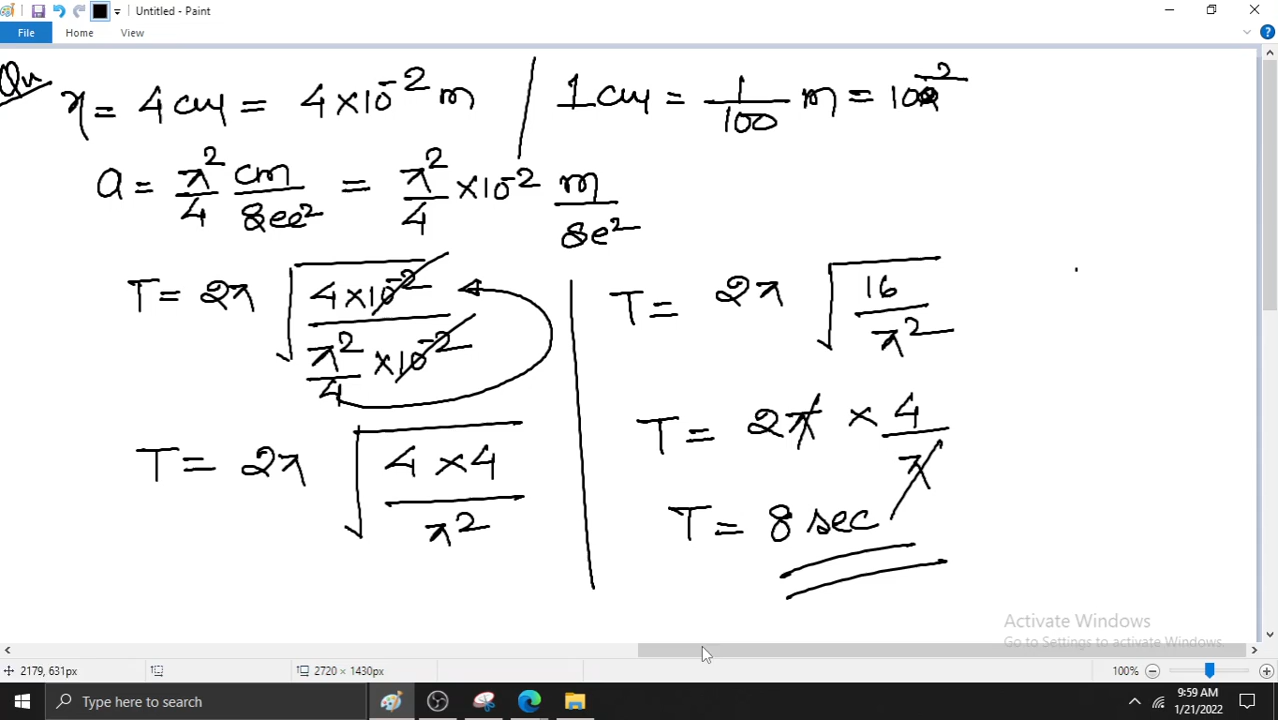 Untitled - Paint
File Home View
Qu
x = 4 cm = 4×10⁻² m
1 cm = 1/100 m = 10⁻²
a = π²/4 cm/sec² = π²/4 ×10⁻² m/se²
T = 2π √(4×10⁻² / (π²/4 ×10⁻²))
T = 2π √(4×4/π²)
T = 2π √(16/π²)
T = 2π × 4/π
T = 8 sec
Activate Windows
Go to Settings to activate Windows.
2179, 631px
2720 × 1430px
100%
Type here to search
9:59 AM
1/21/2022